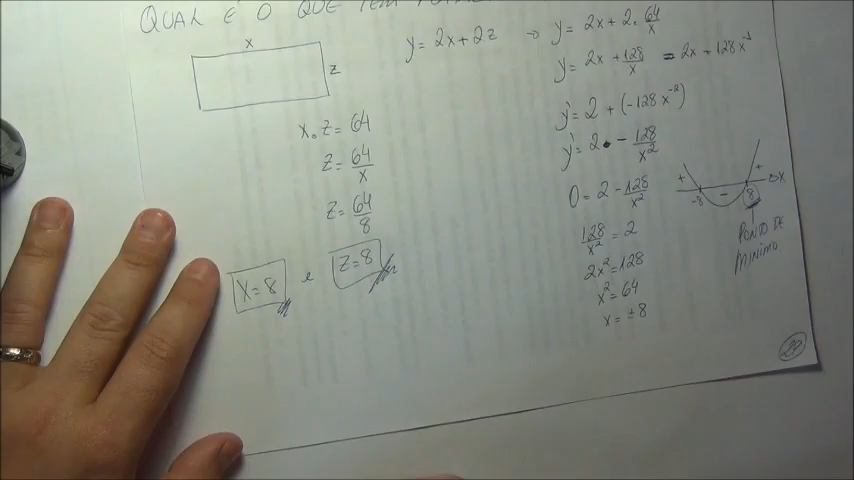 QUAL É O QUE TEM
x
z
x.z = 64
z = 64/x
z = 64/8
x = 8 e z = 8
y = 2x + 2z → y = 2x + 2.64/x
y = 2x + 128/x = 2x + 128x⁻¹
y' = 2 + (-128x⁻²)
y' = 2 - 128/x²
0 = 2 - 128/x²
128/x² = 2
2x² = 128
x² = 64
x = ±8
+ - +
-8 8 x
PONTO DE
MINIMO